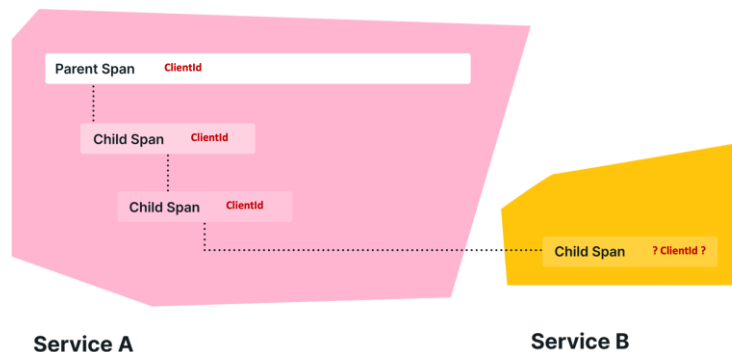 Parent Span ClientId
Child Span ClientId
Child Span ClientId
Child Span ? ClientId ?
Service A
Service B